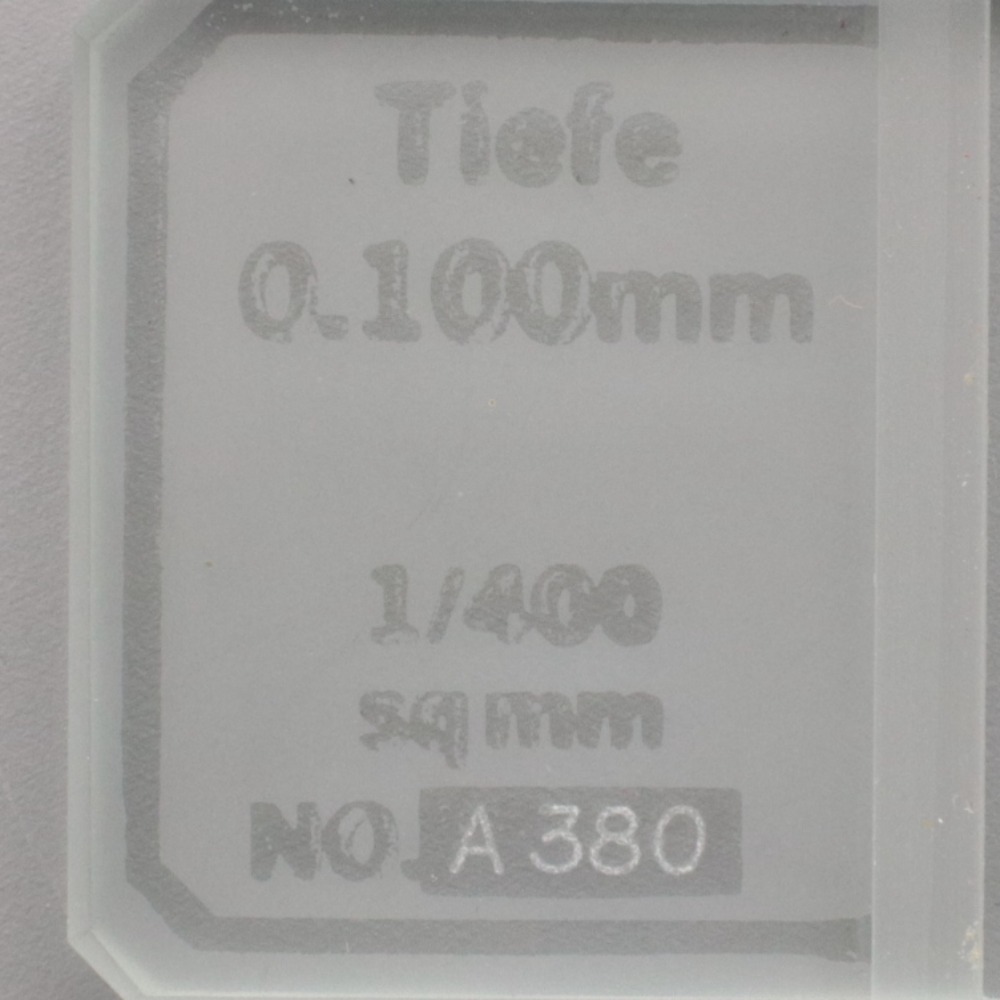 Tiefe
0.100mm
1/400
sq mm
NO. A 380